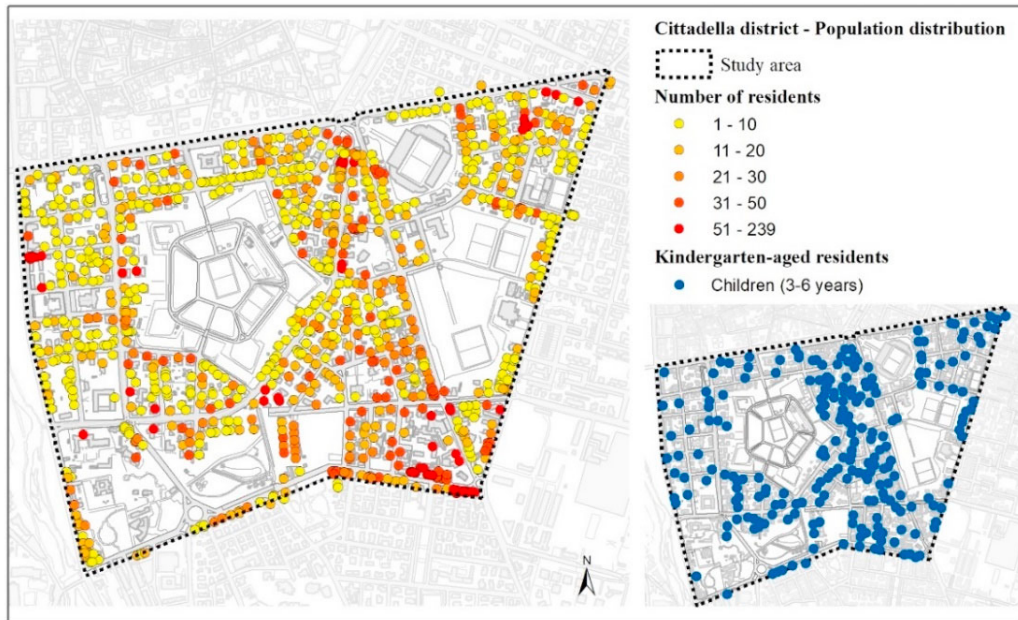 Cittadella district - Population distribution
Study area
Number of residents
1 - 10
11 - 20
21 - 30
31 - 50
51 - 239
Kindergarten-aged residents
Children (3-6 years)
N